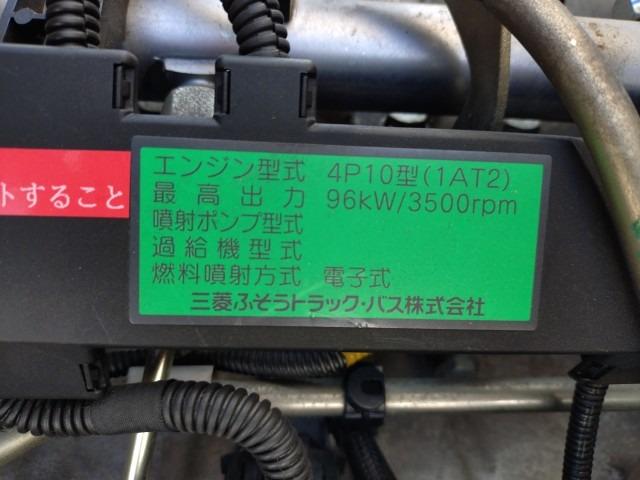 トすること
エンジン型式 4P10型(1AT2)
最高出力 96kW/3500rpm
噴射ポンプ型式
過給機型式
燃料噴射方式 電子式
三菱ふそうトラック・バス株式会社